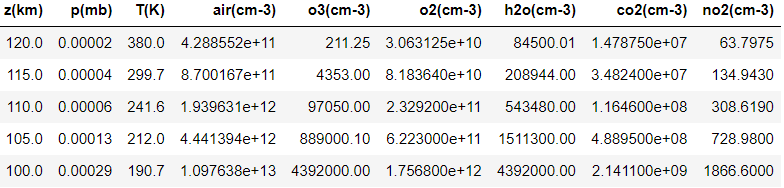 z(km) p(mb) T(K) air(cm-3) o3(cm-3) o2(cm-3) h2o(cm-3) co2(cm-3) no2(cm-3)
120.0 0.00002 380.0 4.288552e+11 211.25 3.063125e+10 84500.01 1.478750e+07 63.7975
115.0 0.00004 299.7 8.700167e+11 4353.00 8.183640e+10 208944.00 3.482400e+07 134.9430
110.0 0.00006 241.6 1.939631e+12 97050.00 2.329200e+11 543480.00 1.164600e+08 308.6190
105.0 0.00013 212.0 4.441394e+12 889000.10 6.223000e+11 1511300.00 4.889500e+08 728.9800
100.0 0.00029 190.7 1.097638e+13 4392000.00 1.756800e+12 4392000.00 2.141100e+09 1866.6000